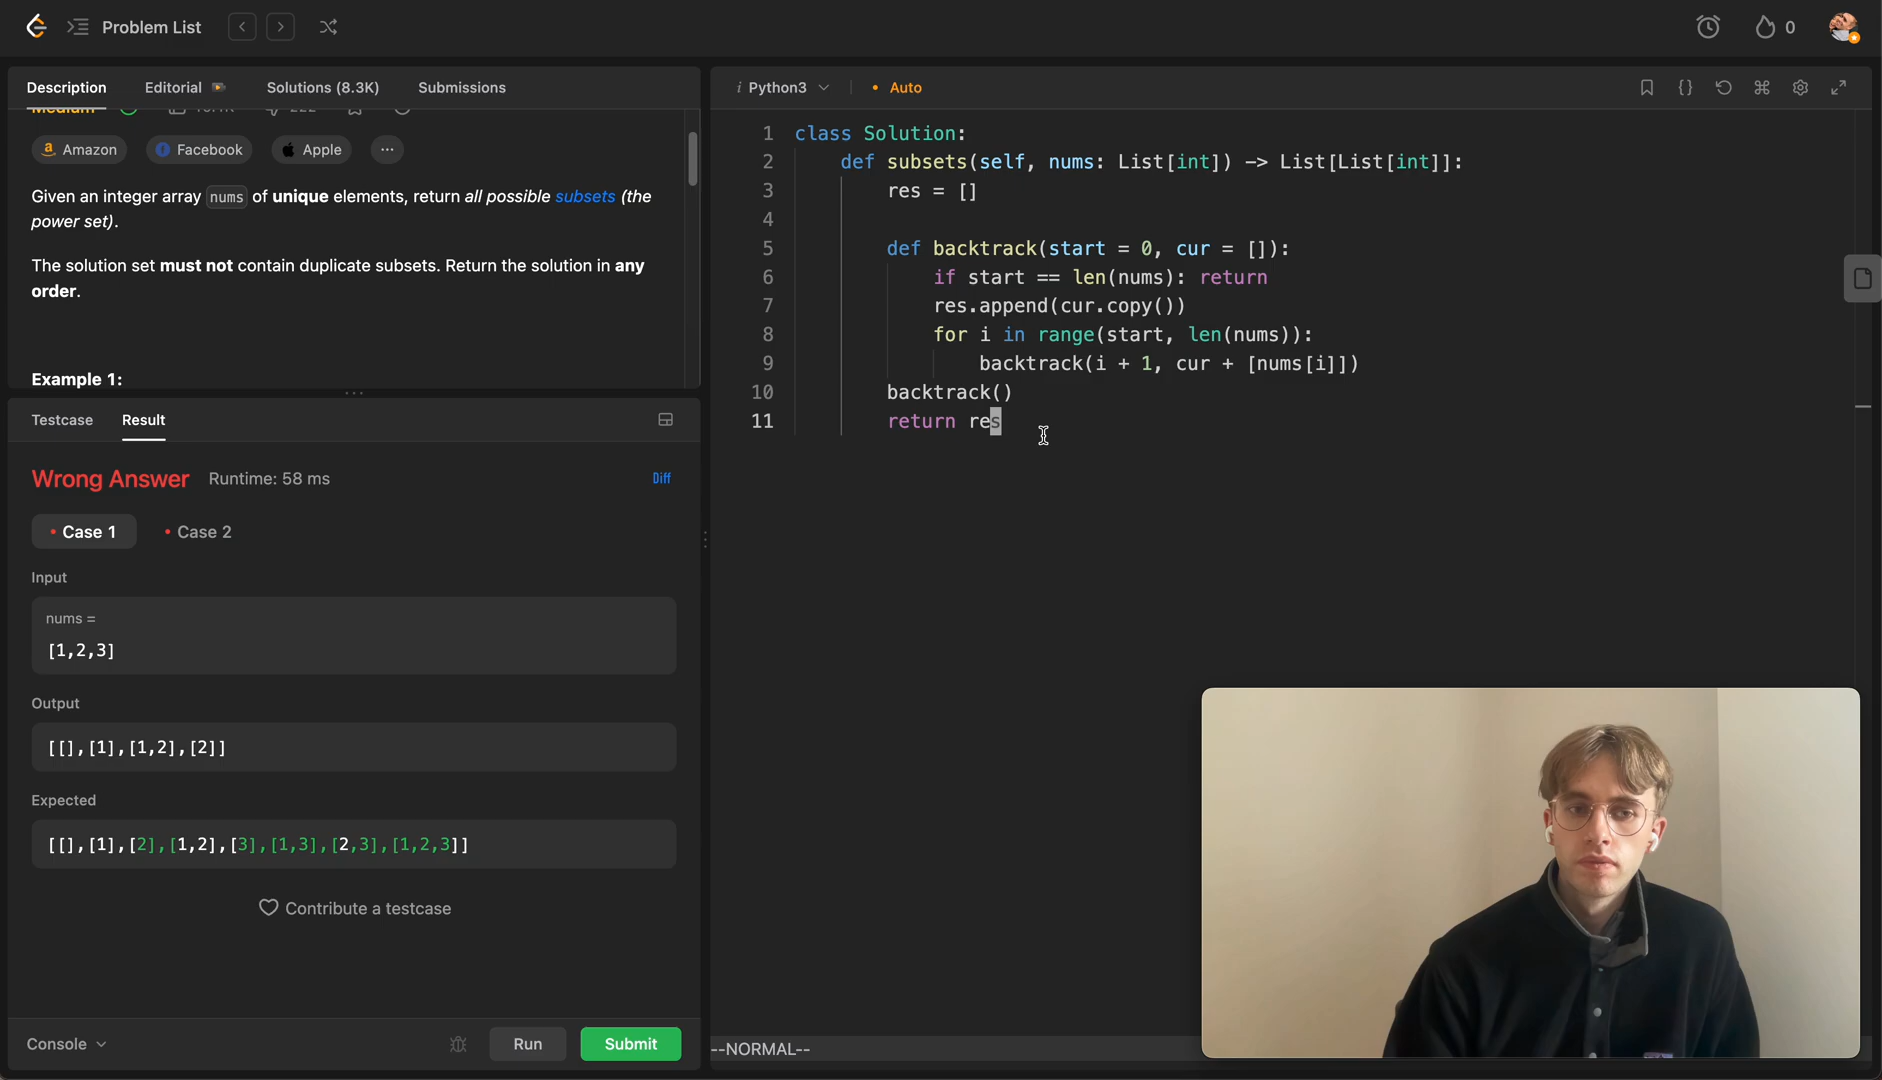 Problem List
0
Description
Editorial
Solutions (8.3K)
Submissions
Medium
Amazon
Facebook
Apple
...
Given an integer array nums of unique elements, return all possible subsets (the
power set).
The solution set must not contain duplicate subsets. Return the solution in any
order.
Example 1:
Testcase
Result
Wrong Answer
Runtime: 58 ms
Diff
Case 1
Case 2
Input
nums =
[1,2,3]
Output
[[],[1],[1,2],[2]]
Expected
[[],[1],[2],[1,2],[3],[1,3],[2,3],[1,2,3]]
Contribute a testcase
Console
Run
Submit
i Python3
• Auto
1 class Solution:
2 def subsets(self, nums: List[int]) -> List[List[int]]:
3 res = []
4
5 def backtrack(start = 0, cur = []):
6 if start == len(nums): return
7 res.append(cur.copy())
8 for i in range(start, len(nums)):
9 backtrack(i + 1, cur + [nums[i]])
10 backtrack()
11 return res
--NORMAL--